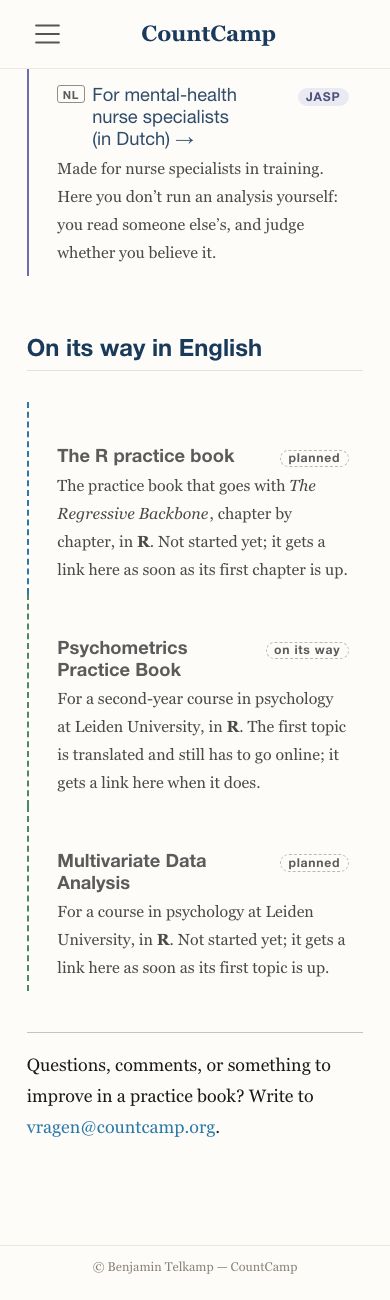 CountCamp
NL For mental-health JASP
nurse specialists
(in Dutch) →
Made for nurse specialists in training.
Here you don’t run an analysis yourself:
you read someone else’s, and judge
whether you believe it.
On its way in English
The R practice book planned
The practice book that goes with The
Regressive Backbone, chapter by
chapter, in R. Not started yet; it gets a
link here as soon as its first chapter is up.
Psychometrics on its way
Practice Book
For a second-year course in psychology
at Leiden University, in R. The first topic
is translated and still has to go online; it
gets a link here when it does.
Multivariate Data planned
Analysis
For a course in psychology at Leiden
University, in R. Not started yet; it gets a
link here as soon as its first topic is up.
Questions, comments, or something to
improve in a practice book? Write to
vragen@countcamp.org.
© Benjamin Telkamp — CountCamp